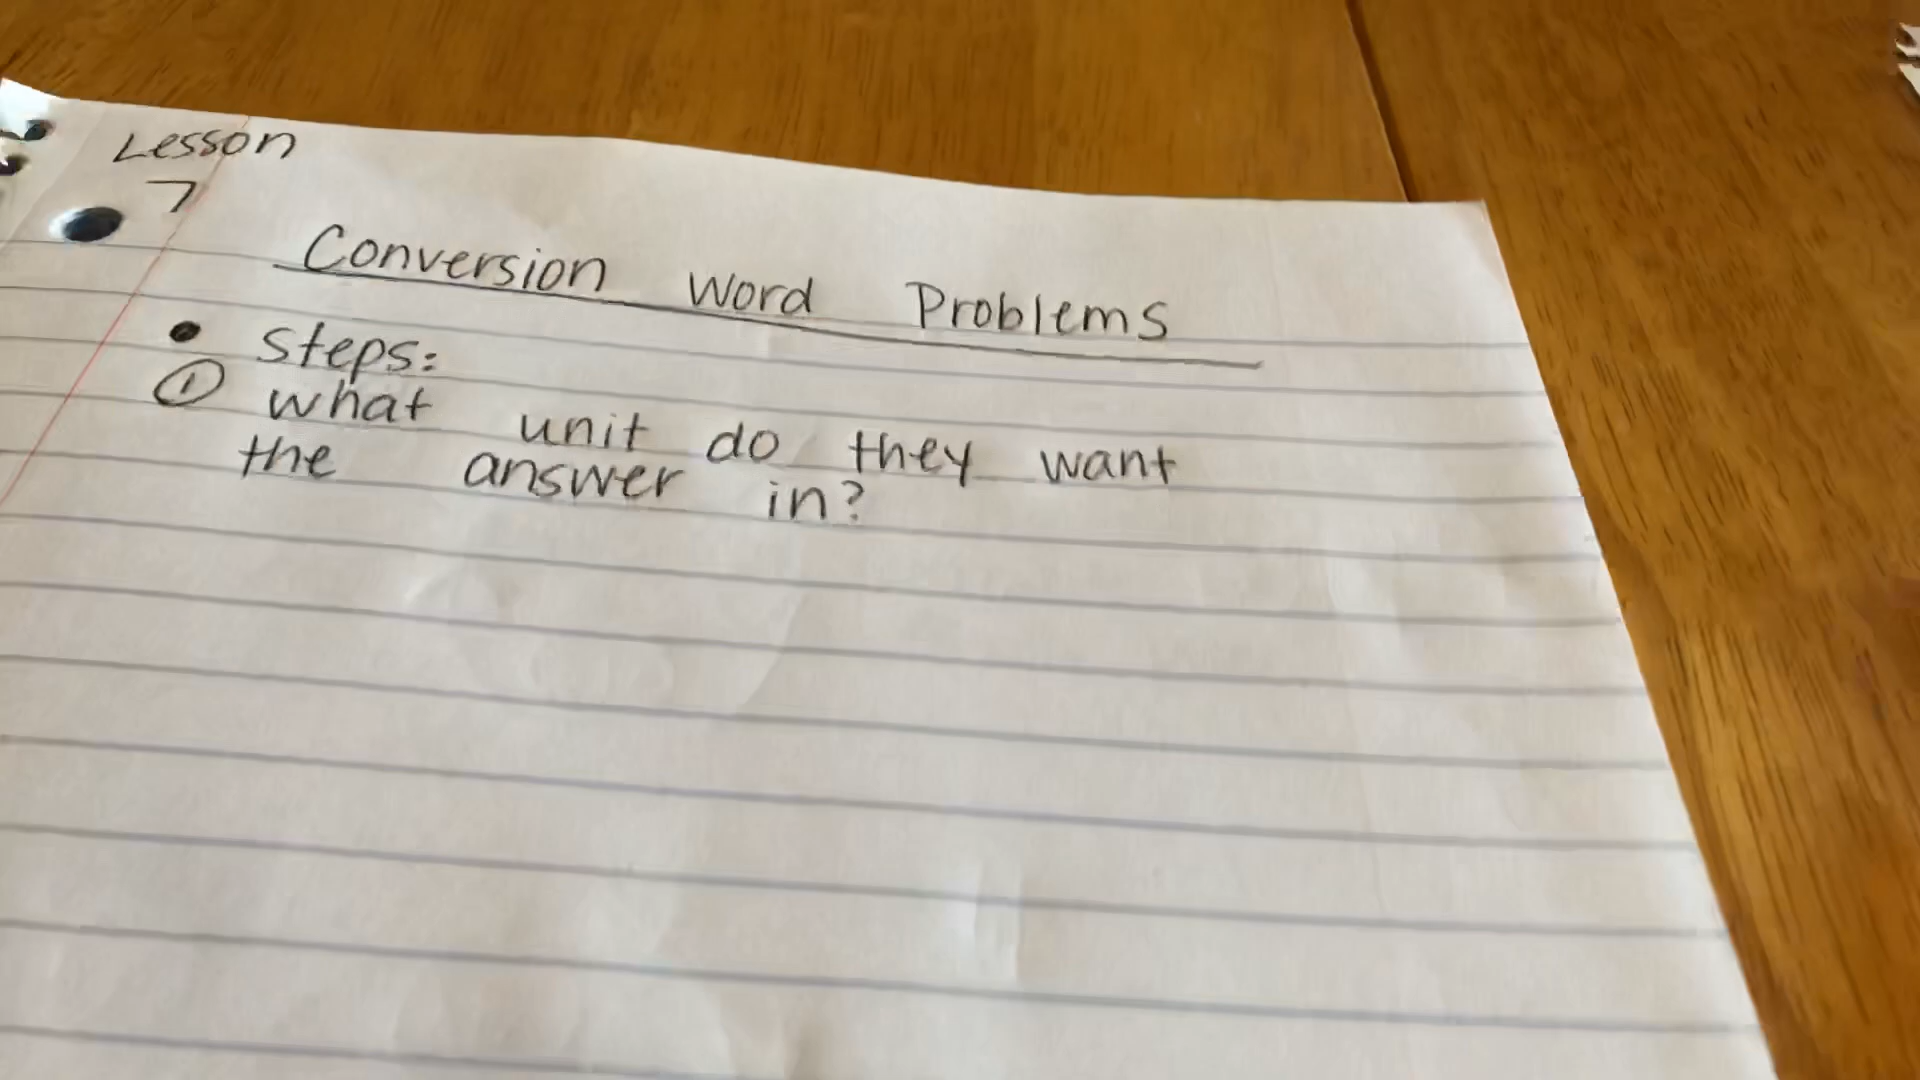 Lesson
7
Conversion Word Problems
• Steps:
① what unit do they want
the answer in?